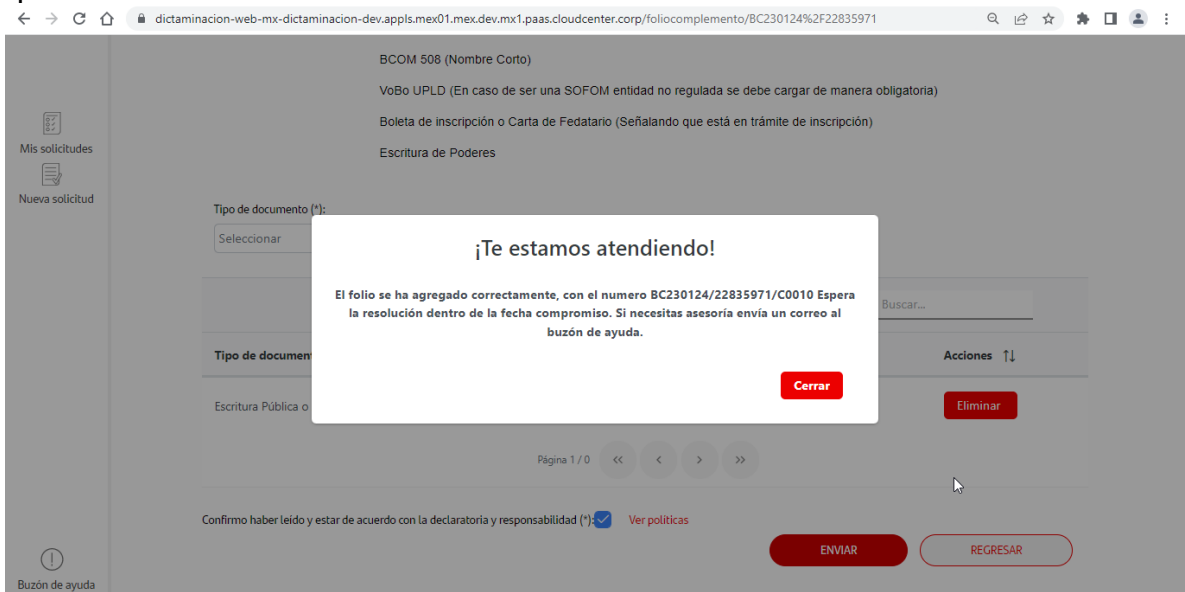 dictaminacion-web-mx-dictaminacion-dev.appls.mex01.mex.dev.mx1.paas.cloudcenter.corp/foliocomplemento/BC230124%2F22835971
BCOM 508 (Nombre Corto)
VoBo UPLD (En caso de ser una SOFOM entidad no regulada se debe cargar de manera obligatoria)
Boleta de inscripción o Carta de Fedatario (Señalando que está en trámite de inscripción)
Escritura de Poderes
Mis solicitudes
Nueva solicitud
Tipo de documento (*):
Seleccionar
¡Te estamos atendiendo!
El folio se ha agregado correctamente, con el numero BC230124/22835971/C0010 Espera
la resolución dentro de la fecha compromiso. Si necesitas asesoría envía un correo al
buzón de ayuda.
Cerrar
Buscar...
Tipo de documen
Acciones ↑↓
Escritura Pública o
Eliminar
Página 1 / 0 << < > >>
Confirmo haber leído y estar de acuerdo con la declaratoria y responsabilidad (*): Ver políticas
ENVIAR
REGRESAR
Buzón de ayuda